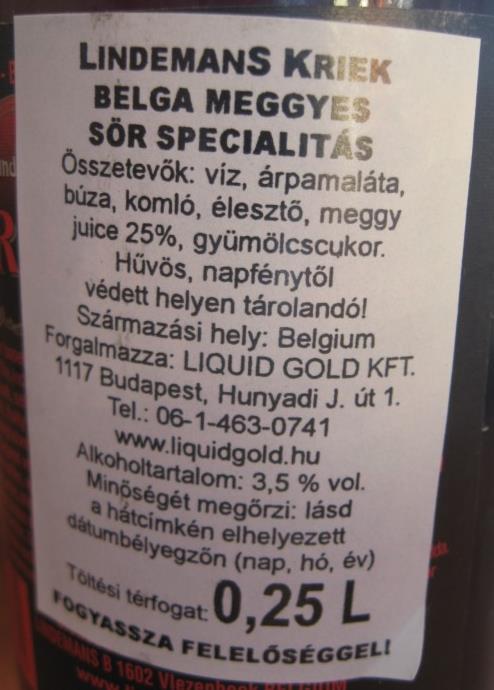 LINDEMANS KRIEK
BELGA MEGGYES
SÖR SPECIALITÁS
Összetevők: víz, árpamaláta,
búza, komló, élesztő, meggy
juice 25%, gyümölcscukor.
Hűvös, napfénytől
védett helyen tárolandó!
Származási hely: Belgium
Forgalmazza: LIQUID GOLD KFT.
1117 Budapest, Hunyadi J. út 1.
Tel.: 06-1-463-0741
www.liquidgold.hu
Alkoholtartalom: 3,5 % vol.
Minőségét megőrzi: lásd
a hátcímkén elhelyezett
dátumbélyegzőn (nap, hó, év)
Töltési térfogat: 0,25 L
FOGYASSZA FELELŐSÉGGEL!
LINDEMANS B 1602 Vlezenbeek BELGIUM